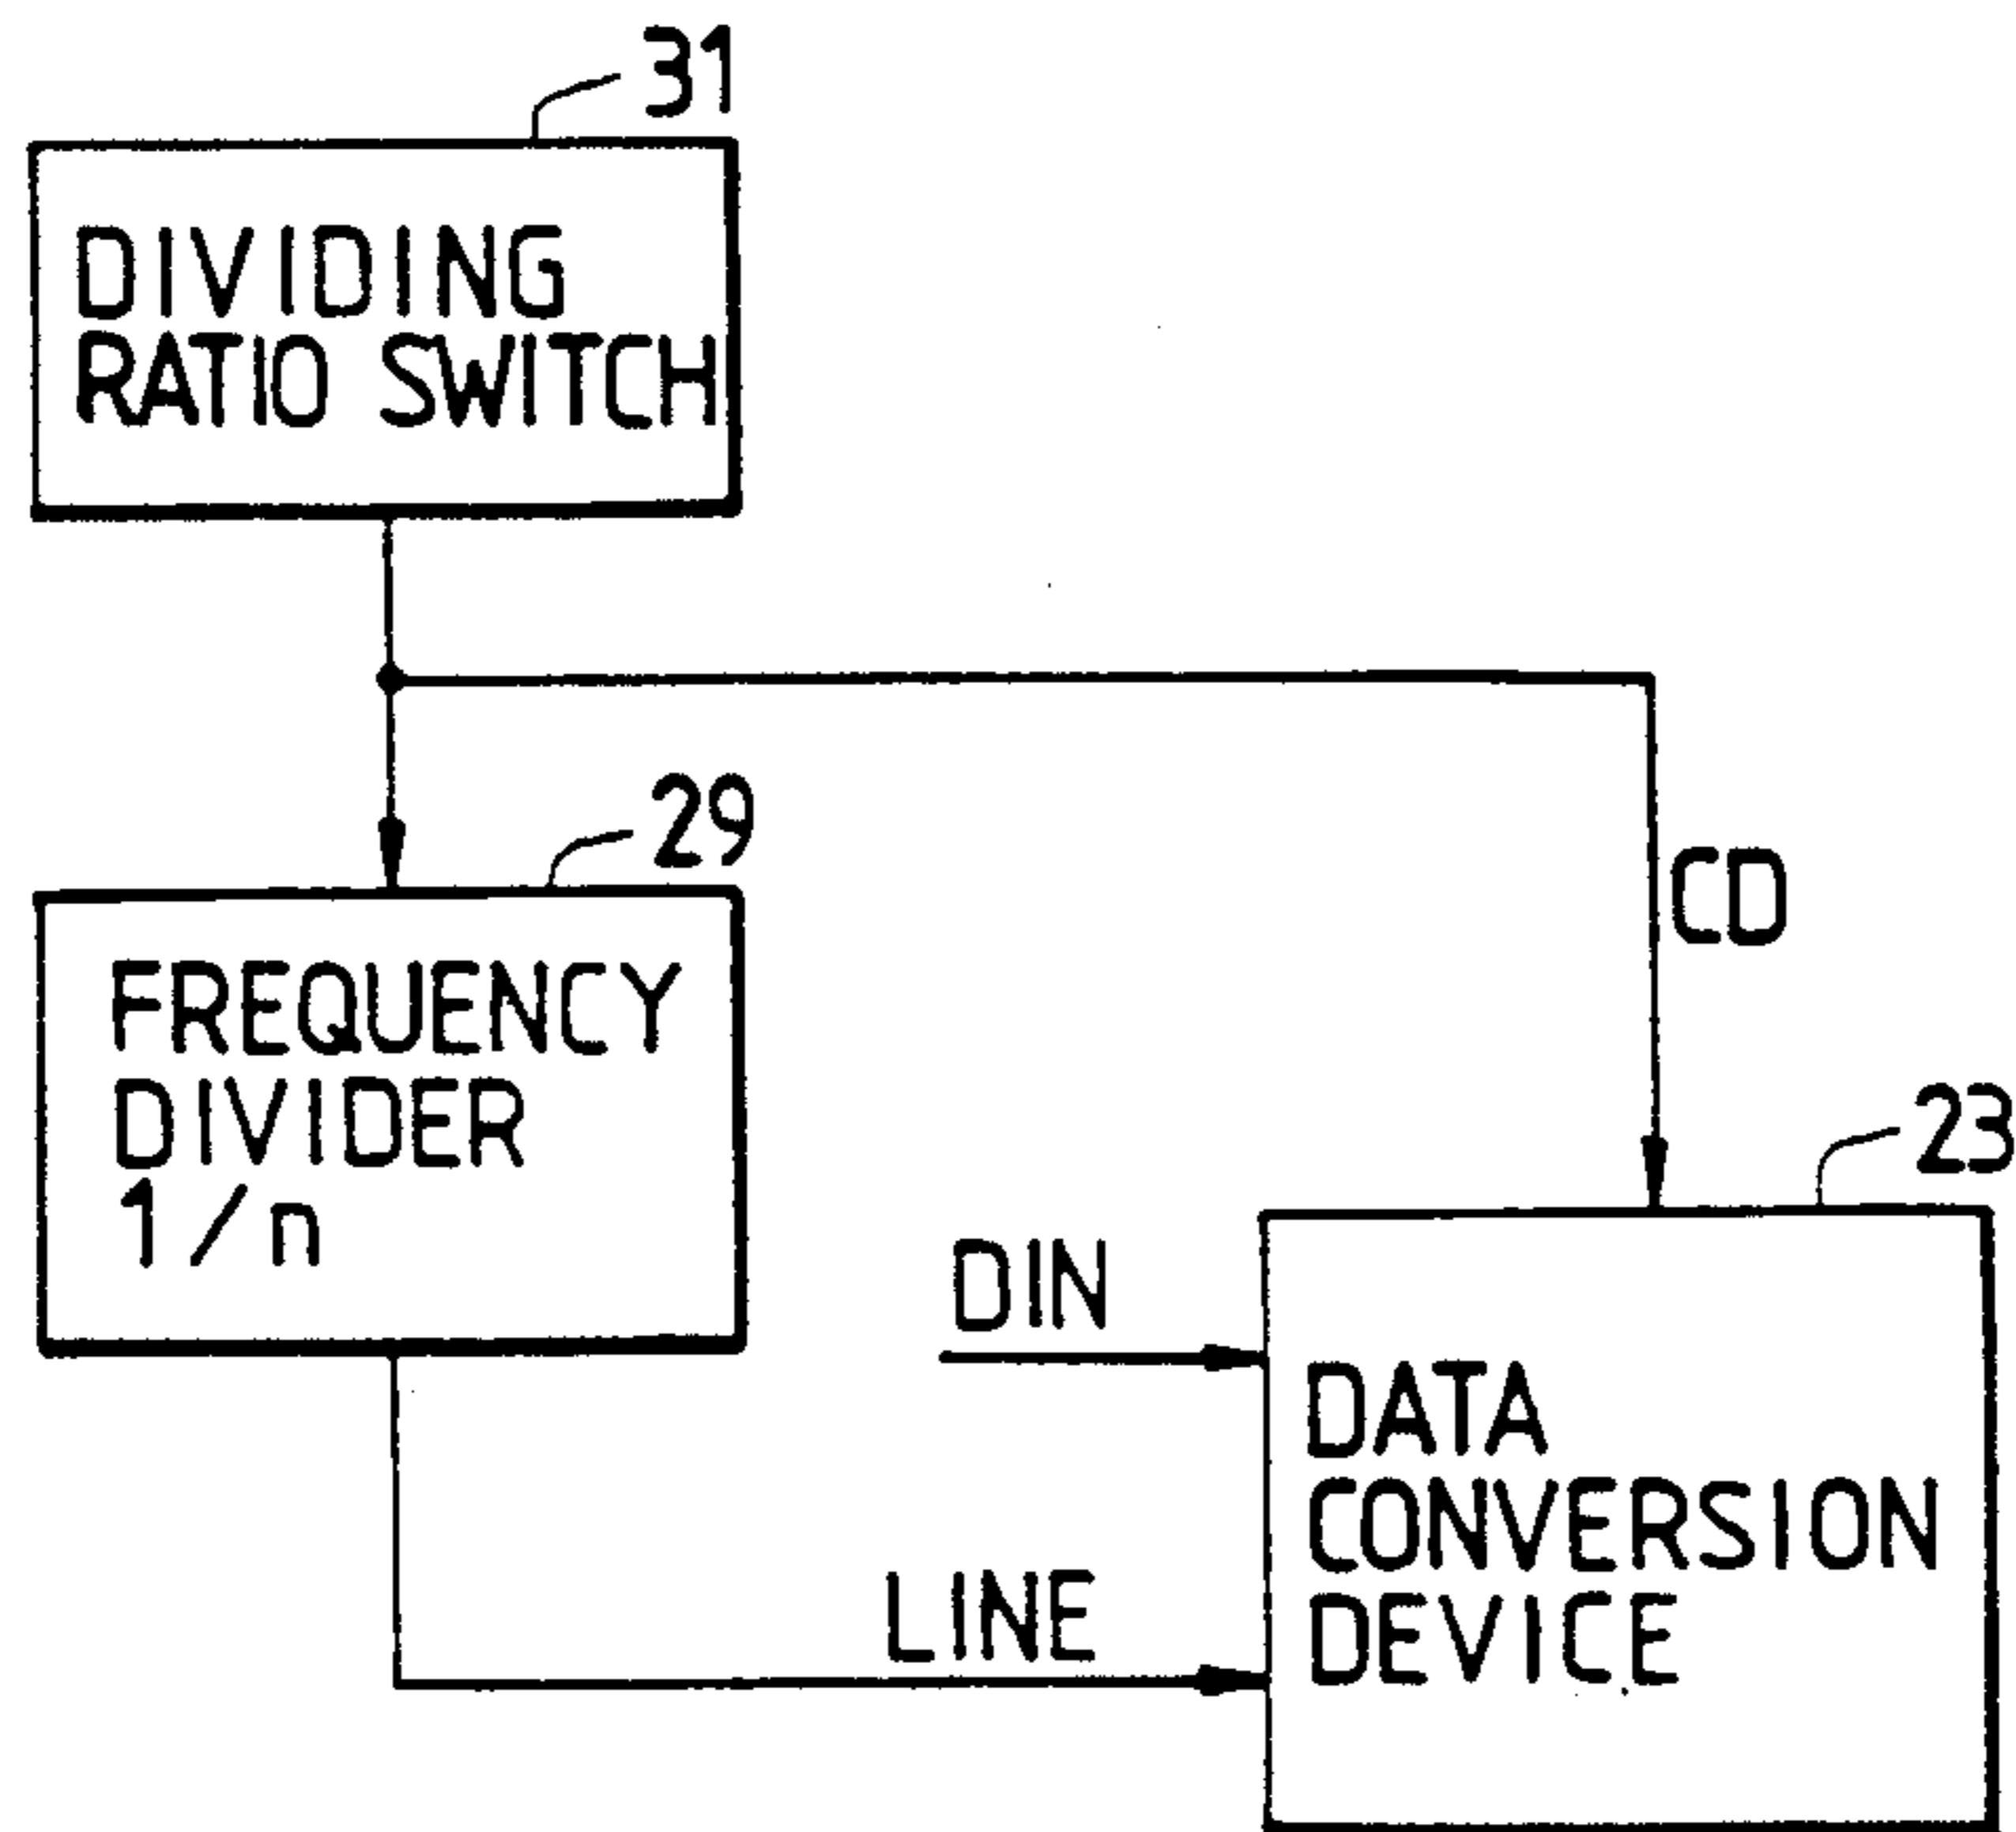 31
DIVIDING
RATIO SWITCH
29
FREQUENCY
DIVIDER
1/n
CD
23
DIN
DATA
CONVERSION
DEVICE
LINE